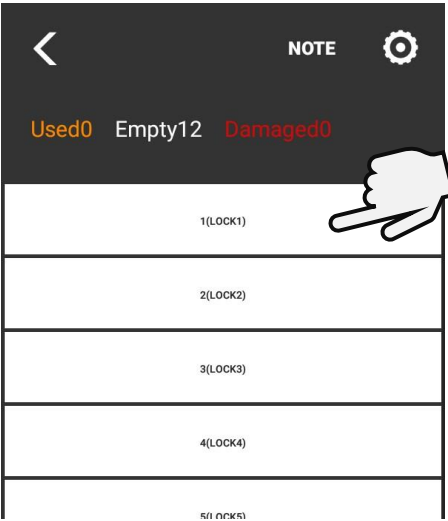 NOTE
Used0 Empty12 Damaged0
1(LOCK1)
2(LOCK2)
3(LOCK3)
4(LOCK4)
5(LOCK5)